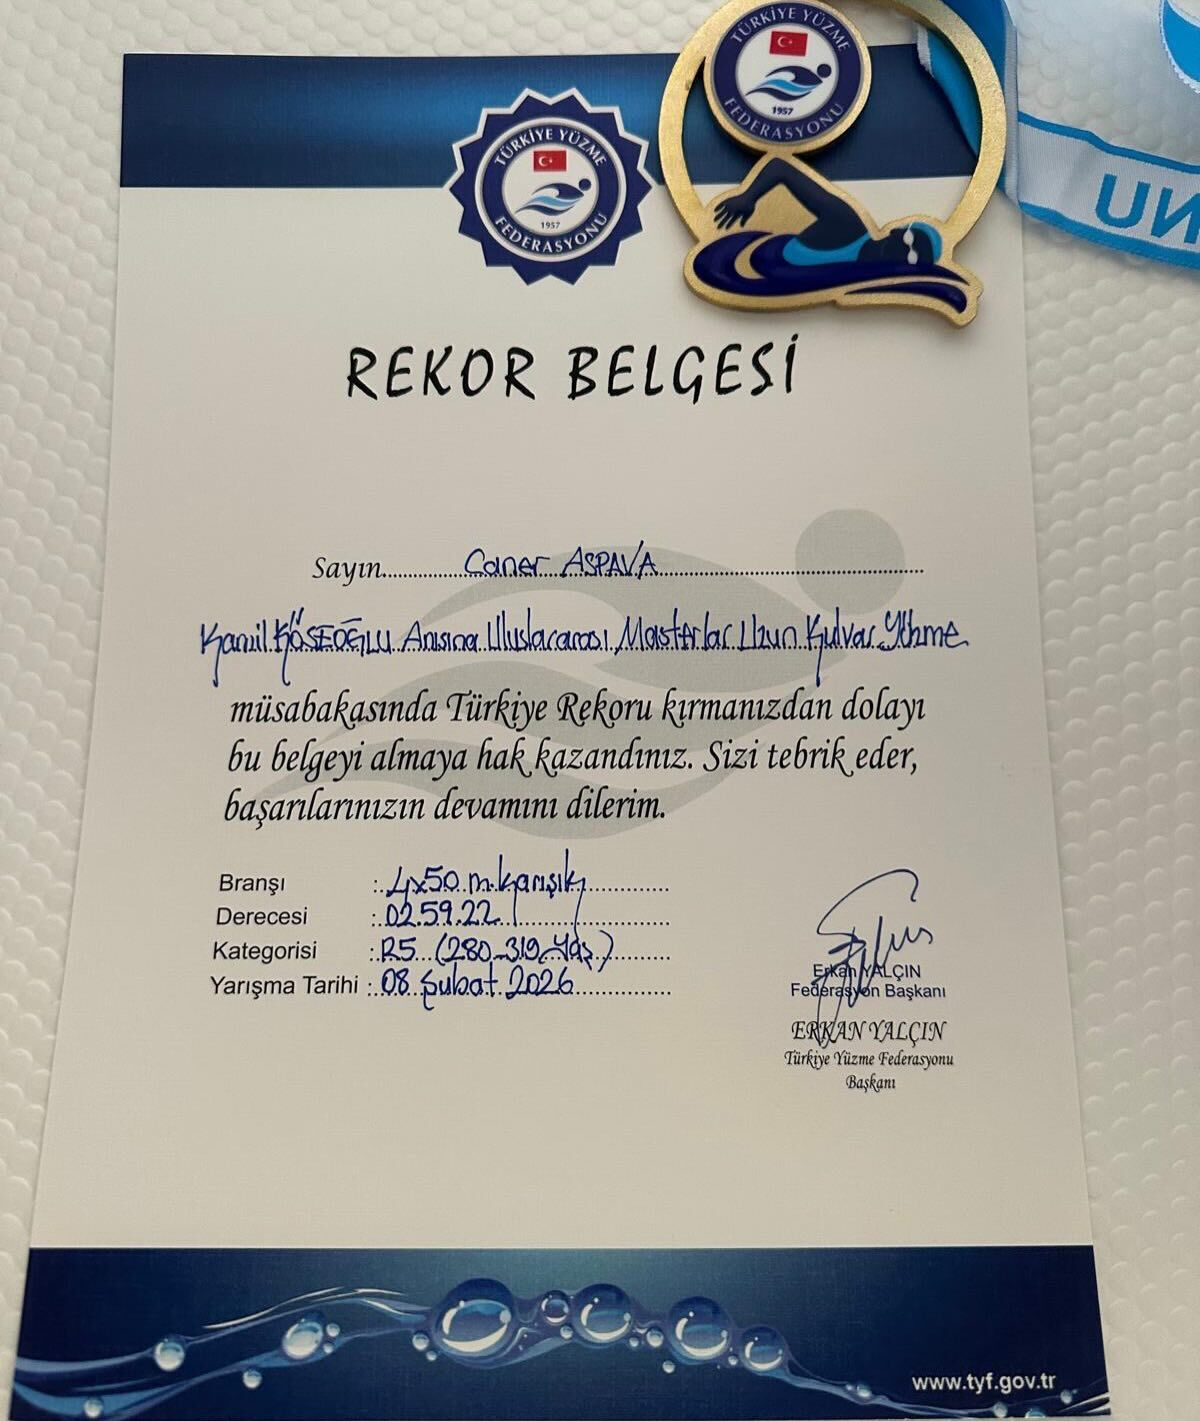 TÜRKİYE YÜZME
FEDERASYONU
1957
TÜRKİYE YÜZME
FEDERASYONU
1957
UN
REKOR BELGESİ
Sayın Caner ASPAVA
Kamil KÖSEOĞLU Anısına Uluslararası Masterlar Uzun Kulvar Yüzme
müsabakasında Türkiye Rekoru kırmanızdan dolayı
bu belgeyi almaya hak kazandınız. Sizi tebrik eder,
başarılarınızın devamını dilerim.
Branşı : 4x50 m. karışık
Derecesi : 02.59.22
Kategorisi : R5 (280-319 Yaş)
Yarışma Tarihi : 08 Şubat 2026
Erkan YALÇIN
Federasyon Başkanı
ERKAN YALÇIN
Türkiye Yüzme Federasyonu
Başkanı
www.tyf.gov.tr